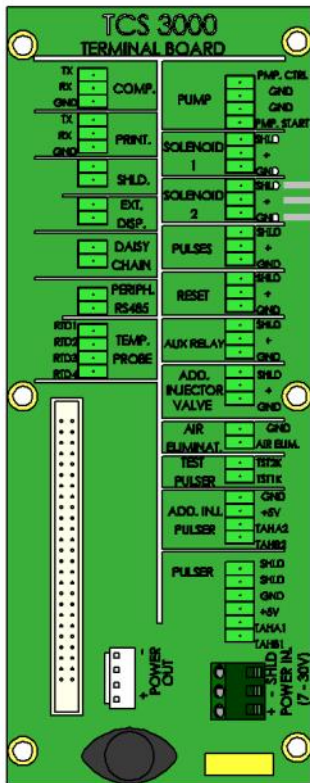 TCS 3000
TERMINAL BOARD
TX
RX
GND
COMP.
TX
RX
GND
PRINT.
SHLD.
EXT.
DISP.
DAISY
CHAIN
PERIPH.
RS485
RTD1
RTD2
RTD3
RTD4
TEMP.
PROBE
PUMP
PMP. CTRL
GND
GND
PMP. START
SOLENOID
1
SHLD
+
GND
SOLENOID
2
SHLD
+
GND
PULSES
SHLD
+
GND
RESET
SHLD
+
GND
AUX RELAY
SHLD
+
GND
ADD.
INJECTOR
VALVE
SHLD
+
GND
AIR
ELIMINAT.
GND
AIR ELIM.
TEST
PULSER
TST2K
TST1K
ADD. INJ.
PULSER
GND
+5V
TAHA2
TAHB2
PULSER
SHLD
SHLD
GND
+5V
TAHA1
TAHB1
+ -
POWER
OUT
+ - SHLD
POWER IN.
(7 - 30V)